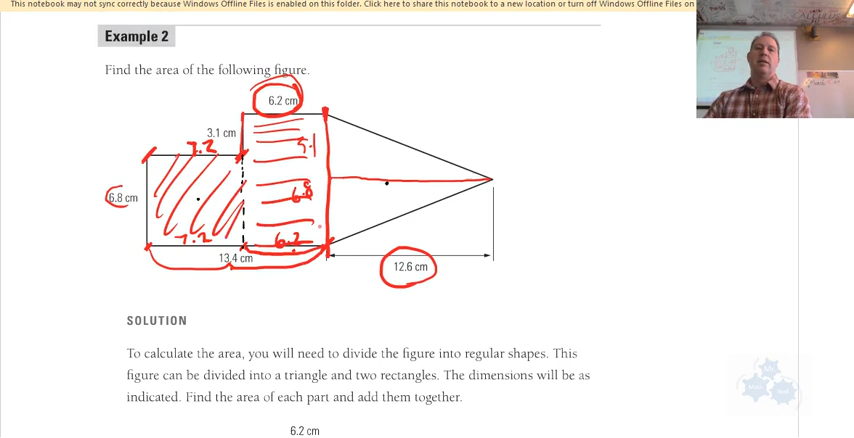 This notebook may not sync correctly because Windows Offline Files is enabled on this folder. Click here to share this notebook to a new location or turn off Windows Offline Files on
Example 2
Find the area of the following figure.
6.2 cm
3.1 cm
7.2
3.1
6.8 cm
6.8
7.2
6.2
13.4 cm
12.6 cm
SOLUTION
To calculate the area, you will need to divide the figure into regular shapes. This
figure can be divided into a triangle and two rectangles. The dimensions will be as
indicated. Find the area of each part and add them together.
6.2 cm